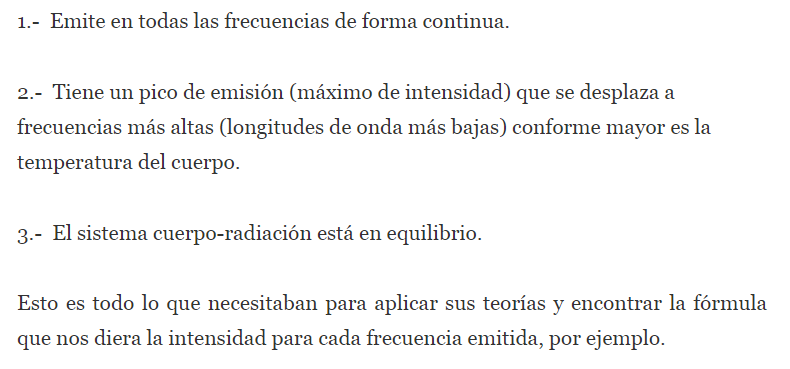 1.- Emite en todas las frecuencias de forma continua.
2.- Tiene un pico de emisión (máximo de intensidad) que se desplaza a
frecuencias más altas (longitudes de onda más bajas) conforme mayor es la
temperatura del cuerpo.
3.- El sistema cuerpo-radiación está en equilibrio.
Esto es todo lo que necesitaban para aplicar sus teorías y encontrar la fórmula
que nos diera la intensidad para cada frecuencia emitida, por ejemplo.